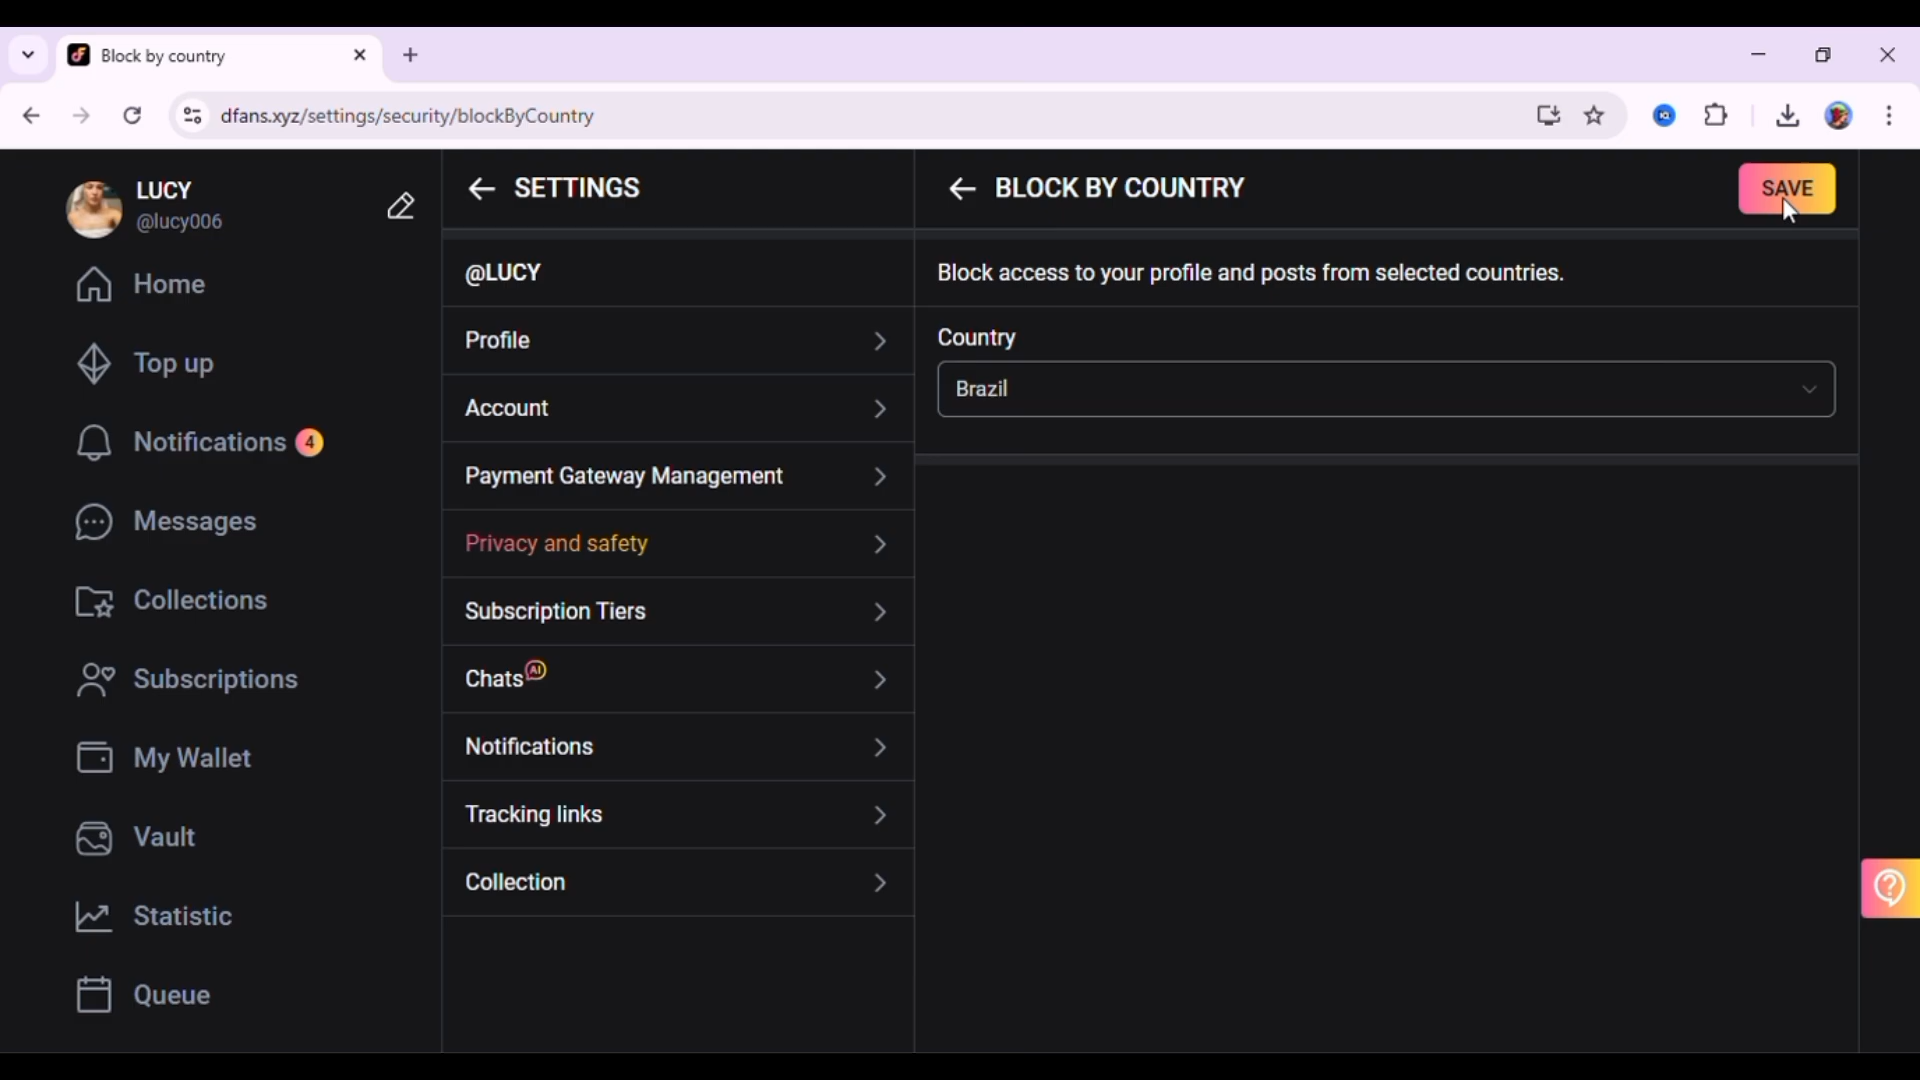 Block by country
dfans.xyz/settings/security/blockByCountry
LUCY
@lucy006
Home
Top up
Notifications 4
Messages
Collections
Subscriptions
My Wallet
Vault
Statistic
Queue
SETTINGS
@LUCY
Profile
Account
Payment Gateway Management
Privacy and safety
Subscription Tiers
Chats AI
Notifications
Tracking links
Collection
BLOCK BY COUNTRY
SAVE
Block access to your profile and posts from selected countries.
Country
Brazil